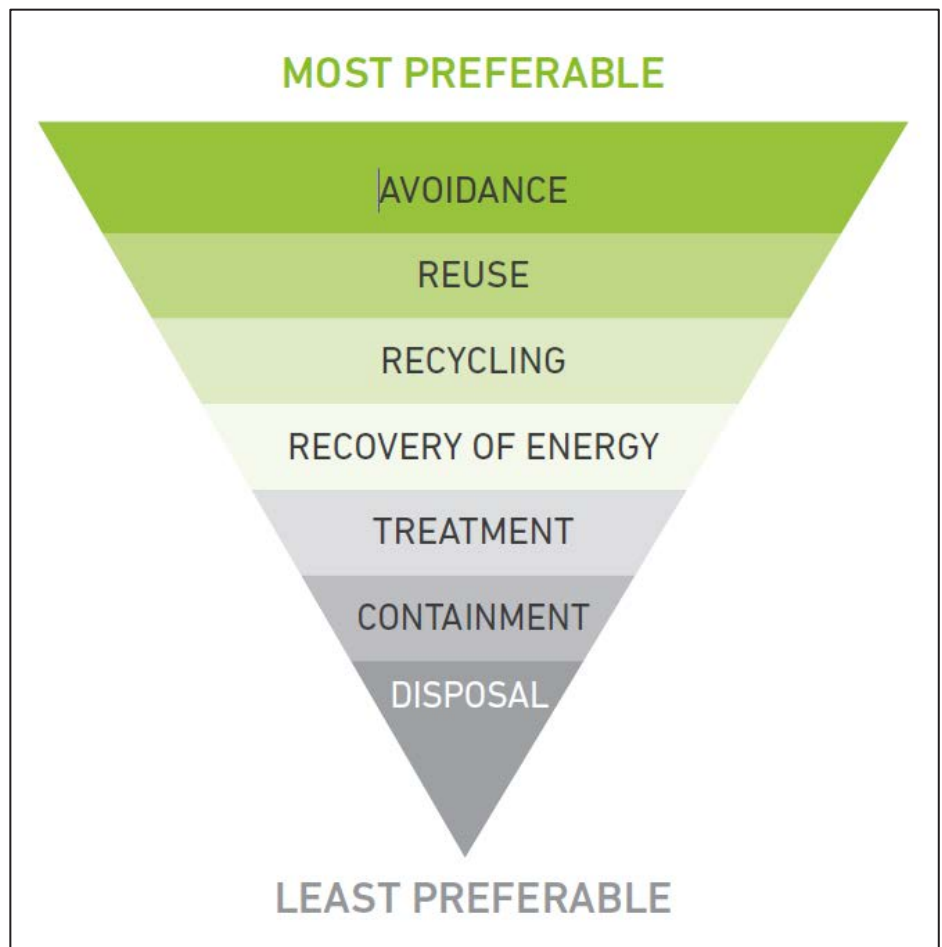 MOST PREFERABLE
AVOIDANCE
REUSE
RECYCLING
RECOVERY OF ENERGY
TREATMENT
CONTAINMENT
DISPOSAL
LEAST PREFERABLE